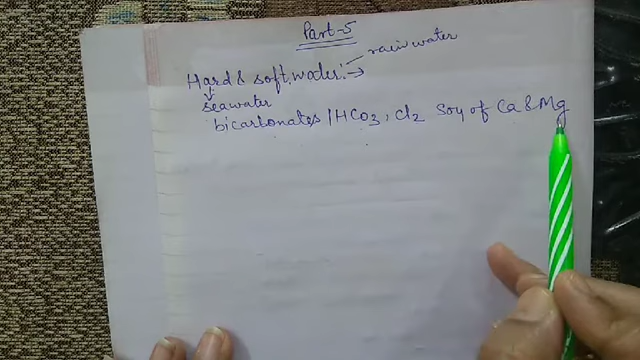 Part-5
rain water
Hard & soft water :→
seawater
bicarbonates / HCO3, Cl2 SO4 of Ca & Mg